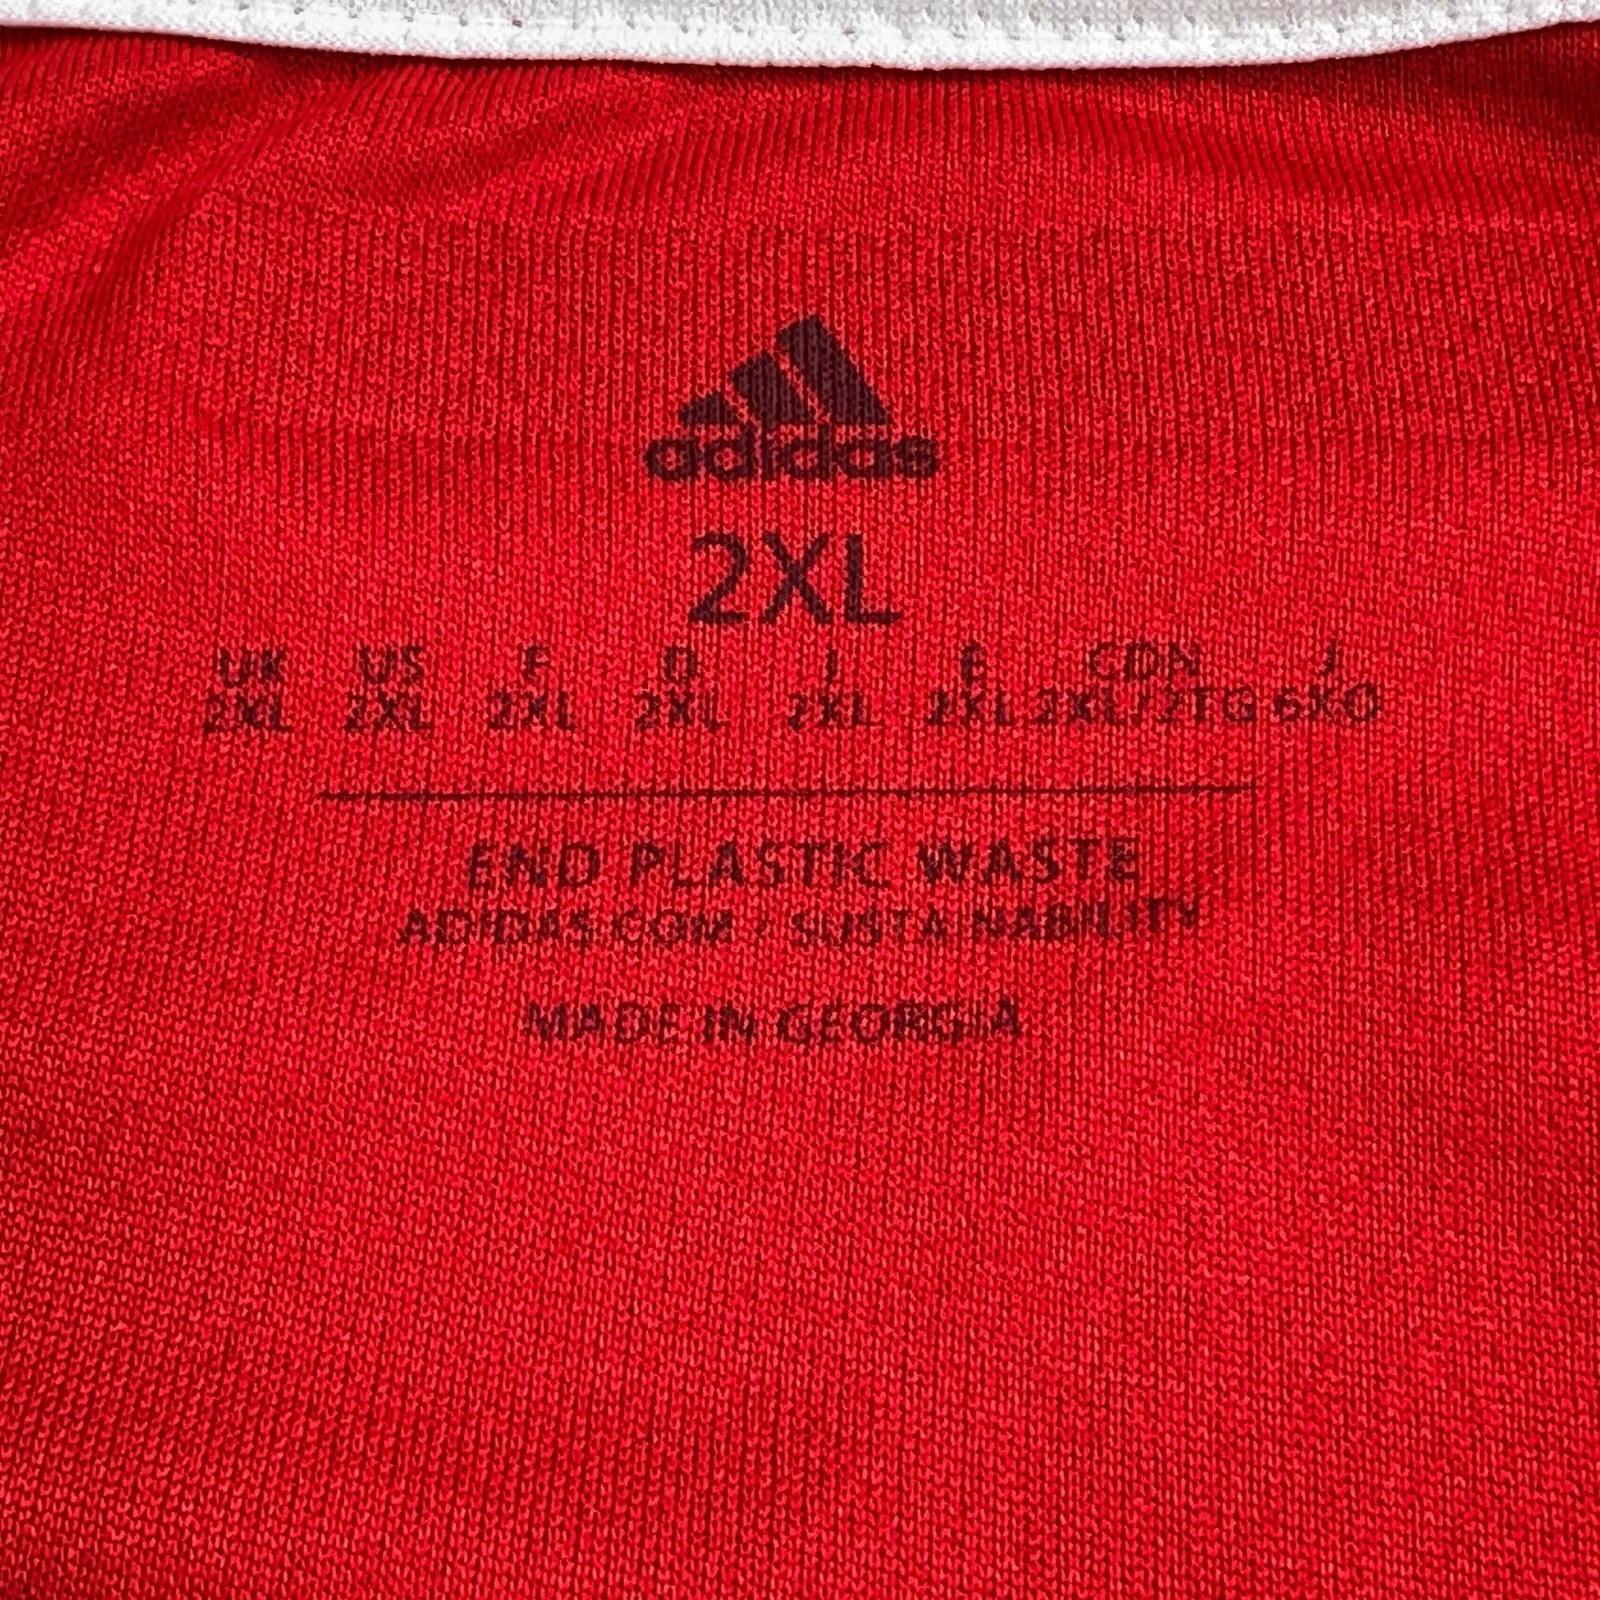 adidas
2XL
UK US F D I E CDN J
2XL 2XL 2XL 2XL 2XL 2XL 2XL/2TG 6XO
END PLASTIC WASTE
ADIDAS.COM / SUSTAINABILITY
MADE IN GEORGIA